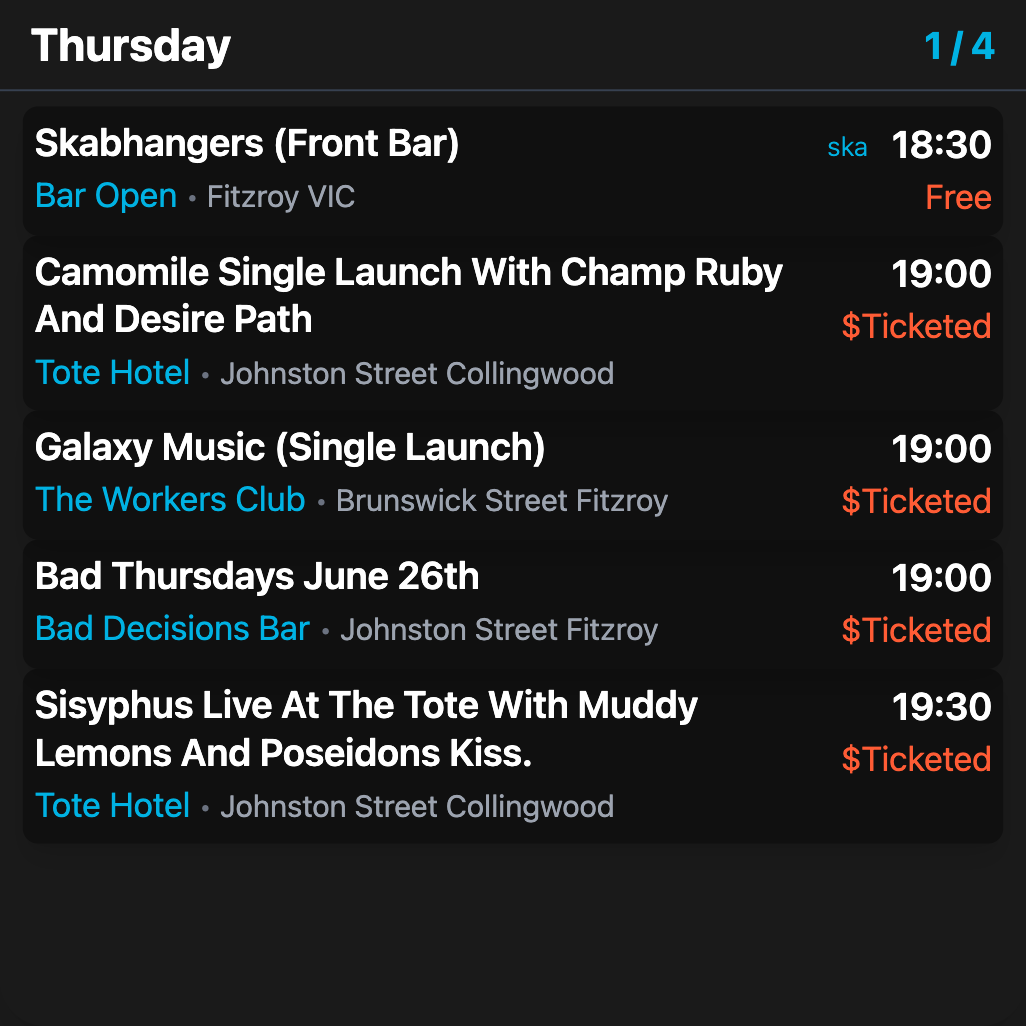 Thursday 1 / 4
Skabhangers (Front Bar) ska 18:30
Bar Open • Fitzroy VIC Free
Camomile Single Launch With Champ Ruby 19:00
And Desire Path $Ticketed
Tote Hotel • Johnston Street Collingwood
Galaxy Music (Single Launch) 19:00
The Workers Club • Brunswick Street Fitzroy $Ticketed
Bad Thursdays June 26th 19:00
Bad Decisions Bar • Johnston Street Fitzroy $Ticketed
Sisyphus Live At The Tote With Muddy 19:30
Lemons And Poseidons Kiss. $Ticketed
Tote Hotel • Johnston Street Collingwood